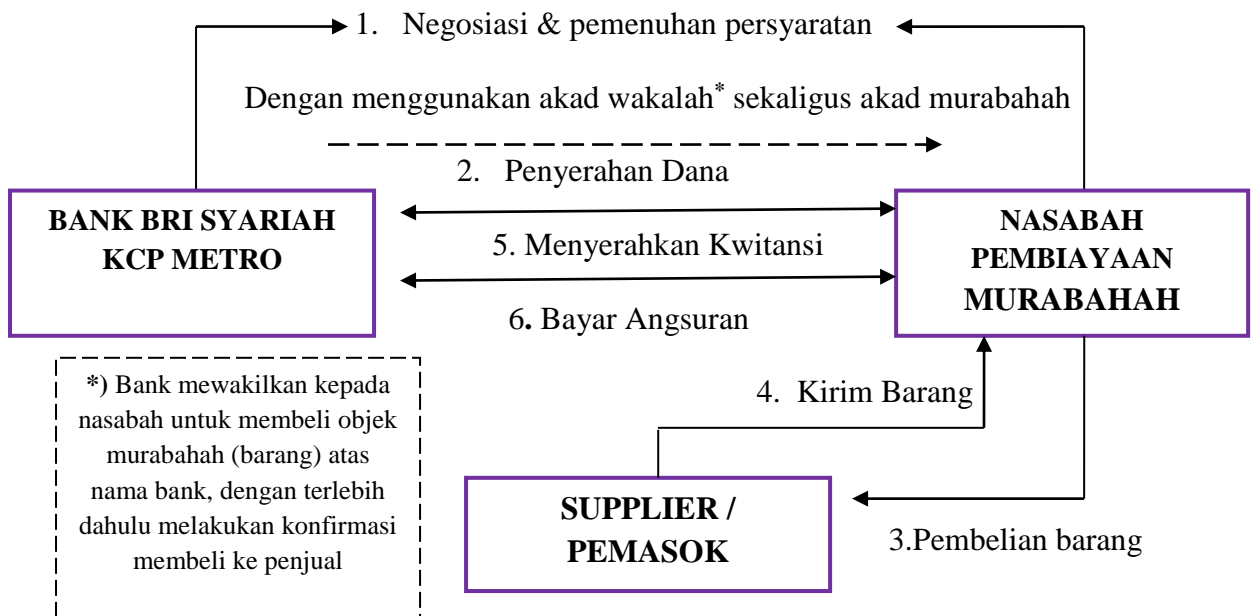 1. Negosiasi & pemenuhan persyaratan
Dengan menggunakan akad wakalah* sekaligus akad murabahah
2. Penyerahan Dana
BANK BRI SYARIAH
KCP METRO
5. Menyerahkan Kwitansi
NASABAH
PEMBIAYAAN
MURABAHAH
6. Bayar Angsuran
*) Bank mewakilkan kepada
nasabah untuk membeli objek
murabahah (barang) atas
nama bank, dengan terlebih
dahulu melakukan konfirmasi
membeli ke penjual
4. Kirim Barang
SUPPLIER /
PEMASOK
3.Pembelian barang